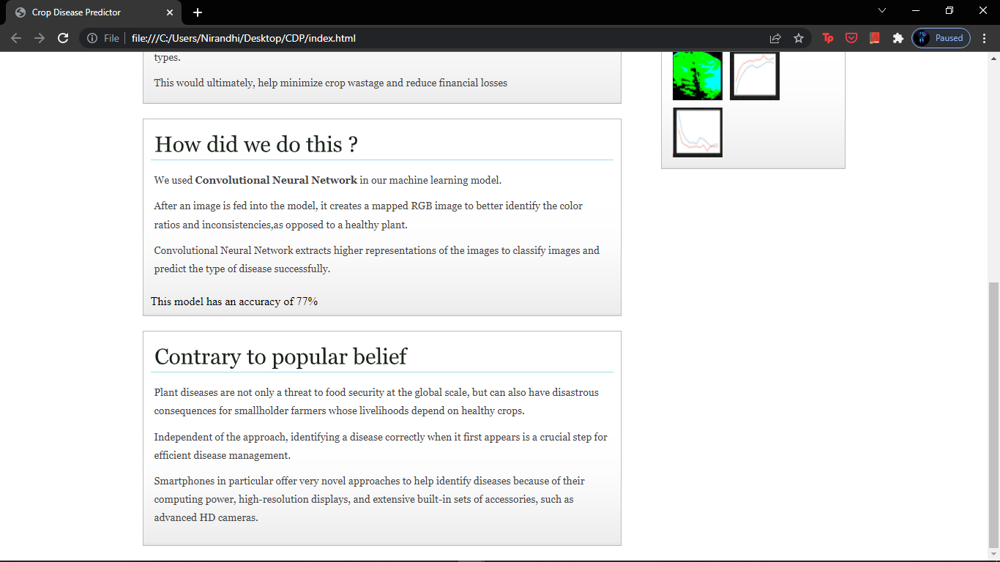 Crop Disease Predictor
File
file:///C:/Users/Nirandhi/Desktop/CDP/index.html
Tp
Paused
types.
This would ultimately, help minimize crop wastage and reduce financial losses
How did we do this ?
We used Convolutional Neural Network in our machine learning model.
After an image is fed into the model, it creates a mapped RGB image to better identify the color
ratios and inconsistencies,as opposed to a healthy plant.
Convolutional Neural Network extracts higher representations of the images to classify images and
predict the type of disease successfully.
This model has an accuracy of 77%
Contrary to popular belief
Plant diseases are not only a threat to food security at the global scale, but can also have disastrous
consequences for smallholder farmers whose livelihoods depend on healthy crops.
Independent of the approach, identifying a disease correctly when it first appears is a crucial step for
efficient disease management.
Smartphones in particular offer very novel approaches to help identify diseases because of their
computing power, high-resolution displays, and extensive built-in sets of accessories, such as
advanced HD cameras.